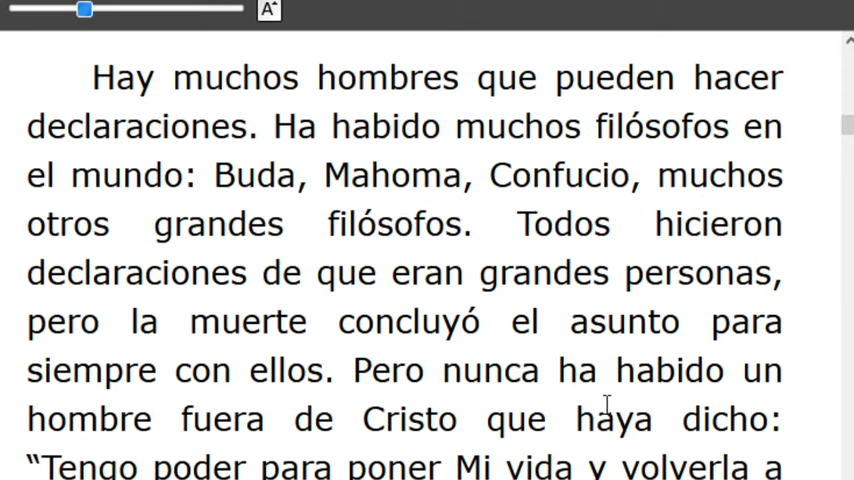 A
Hay muchos hombres que pueden hacer
declaraciones. Ha habido muchos filósofos en
el mundo: Buda, Mahoma, Confucio, muchos
otros grandes filósofos. Todos hicieron
declaraciones de que eran grandes personas,
pero la muerte concluyó el asunto para
siempre con ellos. Pero nunca ha habido un
hombre fuera de Cristo que haya dicho:
“Tengo poder para poner Mi vida y volverla a